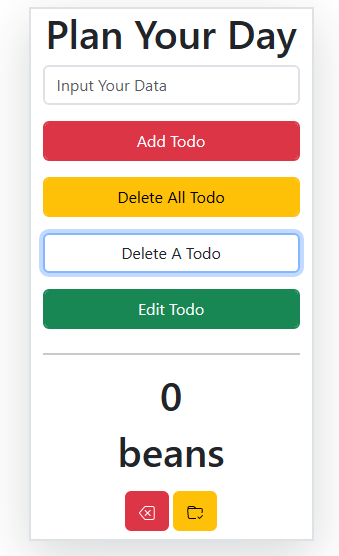 Plan Your Day
Input Your Data
Add Todo
Delete All Todo
Delete A Todo
Edit Todo
0
beans